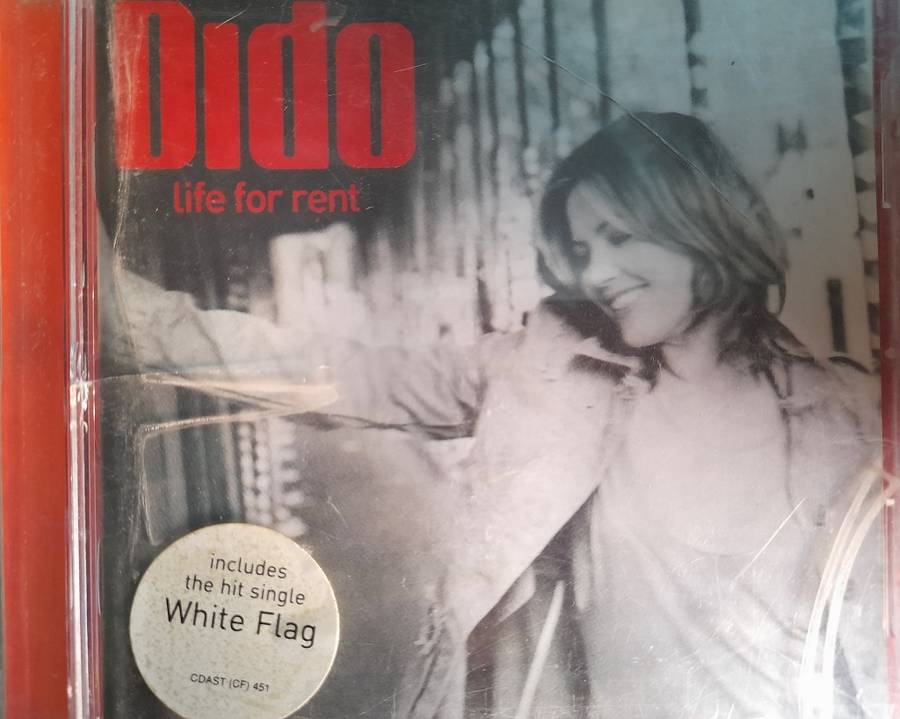 Dido
life for rent
includes
the hit single
White Flag
CDAST (CF) 451